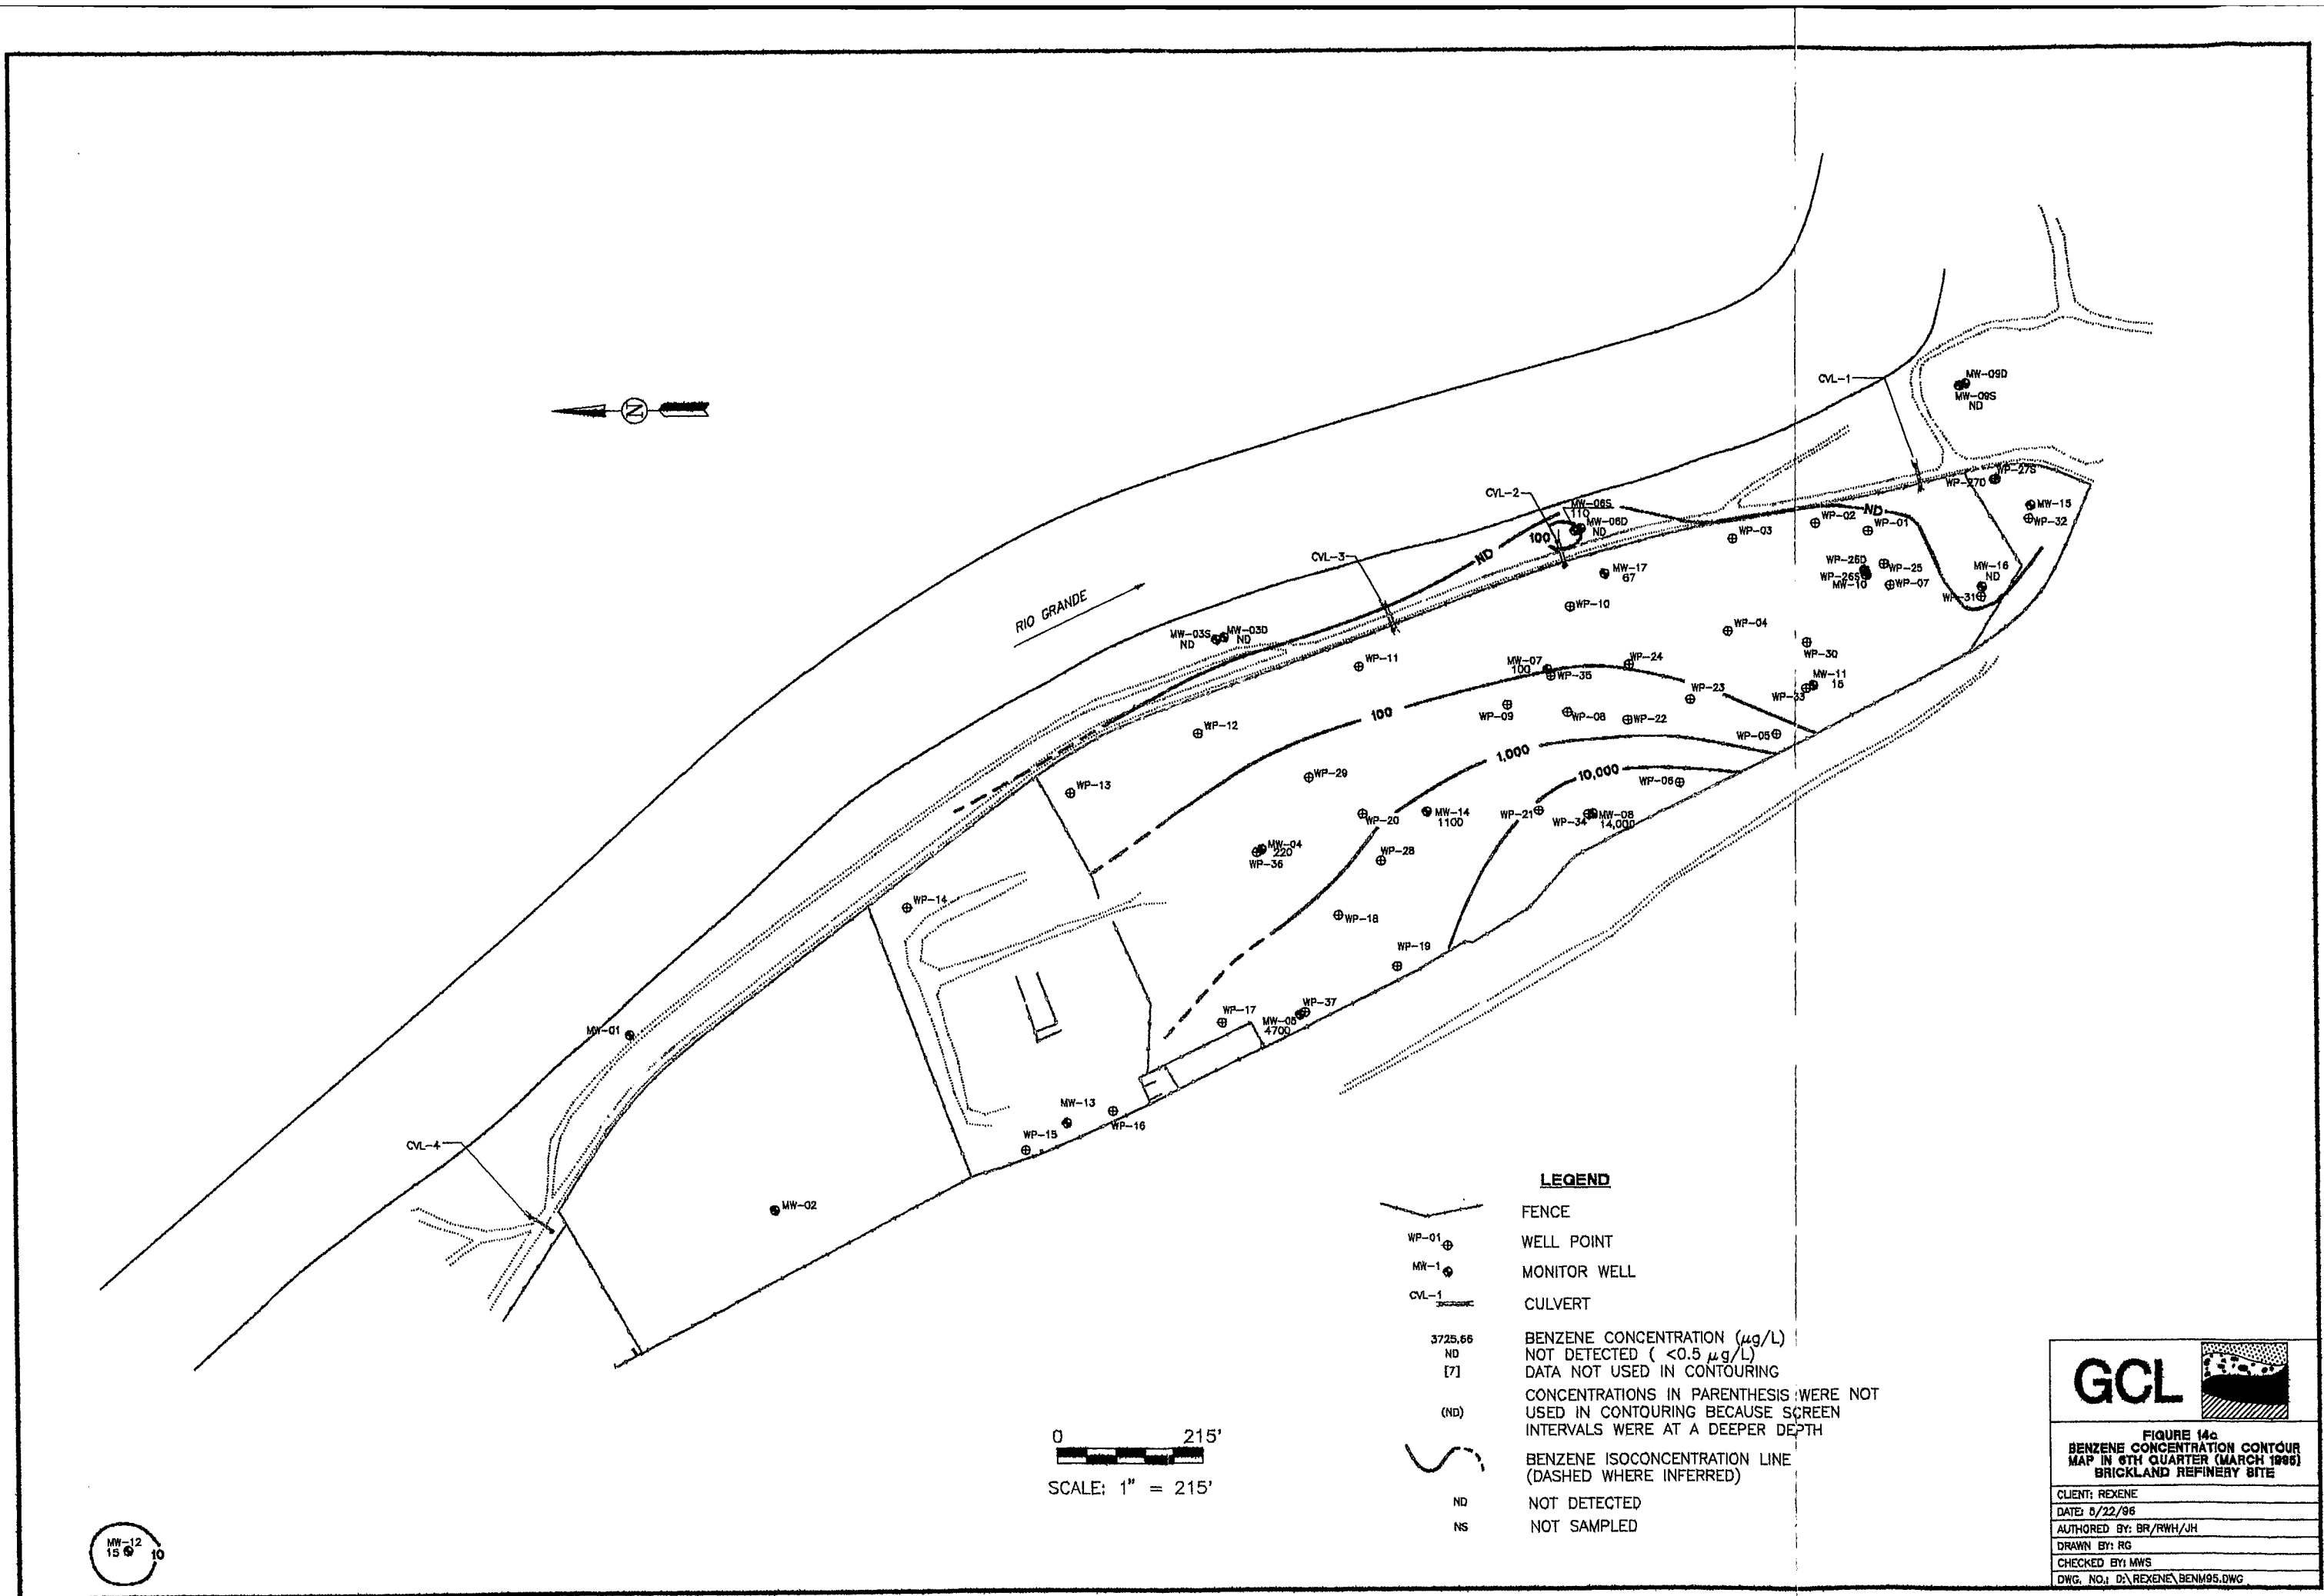 CVL-1
MW-09D
MW-09S
ND
WP-27S
WP-27D
CVL-2
MW-06S
110
MW-06D
ND
100
MW-15
WP-32
ND
WP-02
WP-01
WP-03
CVL-3
ND
MW-17
67
WP-26D
WP-25
WP-26S
MW-10
WP-07
MW-16
ND
WP-31
N
RIO GRANDE
WP-10
MW-03S
ND
MW-03D
ND
WP-04
WP-30
WP-11
MW-07
100
WP-35
WP-24
MW-11
15
WP-33
WP-23
100
WP-09
WP-08
WP-22
WP-12
WP-05
1,000
10,000
WP-06
WP-29
WP-13
WP-20
MW-14
1100
WP-21
WP-34
MW-08
14,000
MW-04
220
WP-36
WP-28
WP-14
WP-18
WP-19
MW-01
WP-17
WP-37
MW-05
4700
MW-13
WP-16
WP-15
CVL-4
MW-02
LEGEND
FENCE
WP-01
WELL POINT
MW-1
MONITOR WELL
CVL-1
CULVERT
3725,66
BENZENE CONCENTRATION (µg/L)
ND
NOT DETECTED ( <0.5 µg/L)
[7]
DATA NOT USED IN CONTOURING
(ND)
CONCENTRATIONS IN PARENTHESIS WERE NOT
USED IN CONTOURING BECAUSE SCREEN
INTERVALS WERE AT A DEEPER DEPTH
BENZENE ISOCONCENTRATION LINE
(DASHED WHERE INFERRED)
ND
NOT DETECTED
NS
NOT SAMPLED
0 215'
SCALE: 1" = 215'
MW-12
15
10
GCL
FIGURE 14c
BENZENE CONCENTRATION CONTOUR
MAP IN 6TH QUARTER (MARCH 1995)
BRICKLAND REFINERY SITE
CLIENT: REXENE
DATE: 5/22/96
AUTHORED BY: BR/RWH/JH
DRAWN BY: RG
CHECKED BY: MWS
DWG. NO.: D:\REXENE\BENM95.DWG